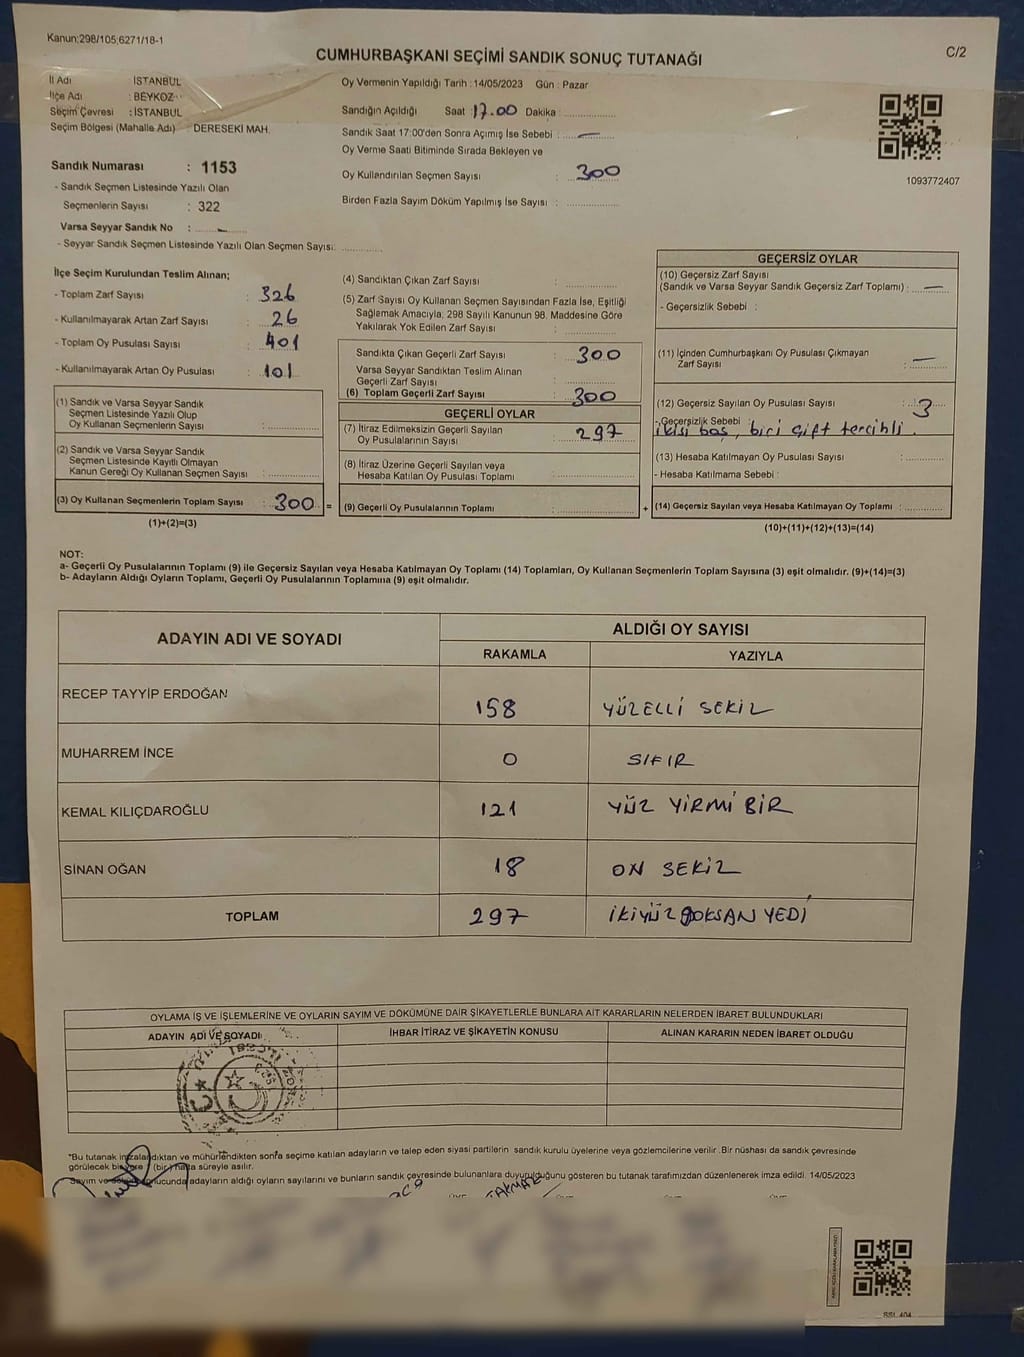 Kanun:298/105;6271/18-1
C/2
CUMHURBAŞKANI SEÇİMİ SANDIK SONUÇ TUTANAĞI
İl Adı : İSTANBUL
İlçe Adı : BEYKOZ
Seçim Çevresi : İSTANBUL
Seçim Bölgesi (Mahalle Adı) : DERESEKİ MAH.
Oy Vermenin Yapıldığı Tarih : 14/05/2023 Gün : Pazar
Sandığın Açıldığı Saat 17.00 Dakika :
Sandık Saat 17:00'den Sonra Açımış İse Sebebi : —
Oy Verme Saati Bitiminde Sırada Bekleyen ve
Oy Kullandırılan Seçmen Sayısı : 300
Birden Fazla Sayım Döküm Yapılmış İse Sayısı :
1093772407
Sandık Numarası : 1153
- Sandık Seçmen Listesinde Yazılı Olan
Seçmenlerin Sayısı : 322
Varsa Seyyar Sandık No : —
- Seyyar Sandık Seçmen Listesinde Yazılı Olan Seçmen Sayısı:
İlçe Seçim Kurulundan Teslim Alınan;
- Toplam Zarf Sayısı : 326
- Kullanılmayarak Artan Zarf Sayısı : 26
- Toplam Oy Pusulası Sayısı : 401
- Kullanılmayarak Artan Oy Pusulası : 101
(1) Sandık ve Varsa Seyyar Sandık
Seçmen Listesinde Yazılı Olup
Oy Kullanan Seçmenlerin Sayısı :
(2) Sandık ve Varsa Seyyar Sandık
Seçmen Listesinde Kayıtlı Olmayan
Kanun Gereği Oy Kullanan Seçmen Sayısı :
(3) Oy Kullanan Seçmenlerin Toplam Sayısı : 300 =
(1)+(2)=(3)
(4) Sandıktan Çıkan Zarf Sayısı :
(5) Zarf Sayısı Oy Kullanan Seçmen Sayısından Fazla İse, Eşitliği
Sağlamak Amacıyla; 298 Sayılı Kanunun 98. Maddesine Göre
Yakılarak Yok Edilen Zarf Sayısı :
Sandıkta Çıkan Geçerli Zarf Sayısı : 300
Varsa Seyyar Sandıktan Teslim Alınan
Geçerli Zarf Sayısı :
(6) Toplam Geçerli Zarf Sayısı : 300
GEÇERLİ OYLAR
(7) İtiraz Edilmeksizin Geçerli Sayılan
Oy Pusulalarının Sayısı : 297
(8) İtiraz Üzerine Geçerli Sayılan veya
Hesaba Katılan Oy Pusulası Toplamı :
(9) Geçerli Oy Pusulalarının Toplamı : +
GEÇERSİZ OYLAR
(10) Geçersiz Zarf Sayısı
(Sandık ve Varsa Seyyar Sandık Geçersiz Zarf Toplamı) : —
- Geçersizlik Sebebi :
(11) İçinden Cumhurbaşkanı Oy Pusulası Çıkmayan
Zarf Sayısı : —
(12) Geçersiz Sayılan Oy Pusulası Sayısı : 3
-Geçersizlik Sebebi
ikisi boş, biri çift tercihli.
(13) Hesaba Katılmayan Oy Pusulası Sayısı :
- Hesaba Katılmama Sebebi :
(14) Geçersiz Sayılan veya Hesaba Katılmayan Oy Toplamı :
(10)+(11)+(12)+(13)=(14)
NOT:
a- Geçerli Oy Pusulalarının Toplamı (9) ile Geçersiz Sayılan veya Hesaba Katılmayan Oy Toplamı (14) Toplamları, Oy Kullanan Seçmenlerin Toplam Sayısına (3) eşit olmalıdır. (9)+(14)=(3)
b- Adayların Aldığı Oyların Toplamı, Geçerli Oy Pusulalarının Toplamına (9) eşit olmalıdır.
ADAYIN ADI VE SOYADI
ALDIĞI OY SAYISI
RAKAMLA YAZIYLA
RECEP TAYYİP ERDOĞAN 158 YÜZELLİ SEKİZ
MUHARREM İNCE 0 SIFIR
KEMAL KILIÇDAROĞLU 121 YÜZ YİRMİ BİR
SİNAN OĞAN 18 ON SEKİZ
TOPLAM 297 İKİYÜZ DOKSAN YEDİ
OYLAMA İŞ VE İŞLEMLERİNE VE OYLARIN SAYIM VE DÖKÜMÜNE DAİR ŞİKAYETLERLE BUNLARA AİT KARARLARIN NELERDEN İBARET BULUNDUKLARI
ADAYIN ADI VE SOYADI İHBAR İTİRAZ VE ŞİKAYETİN KONUSU ALINAN KARARIN NEDEN İBARET OLDUĞU
*Bu tutanak imzalandıktan ve mühürlendikten sonra seçime katılan adayların ve talep eden siyasi partilerin sandık kurulu üyelerine veya gözlemcilerine verilir. Bir nüshası da sandık çevresinde
görülecek bir yere (bir) hafta süreyle asılır.
Sayım ve döküm sonucunda adayların aldığı oyların sayılarını ve bunların sandık çevresinde bulunanlara duyurulduğunu gösteren bu tutanak tarafımızdan düzenlenerek imza edildi. 14/05/2023